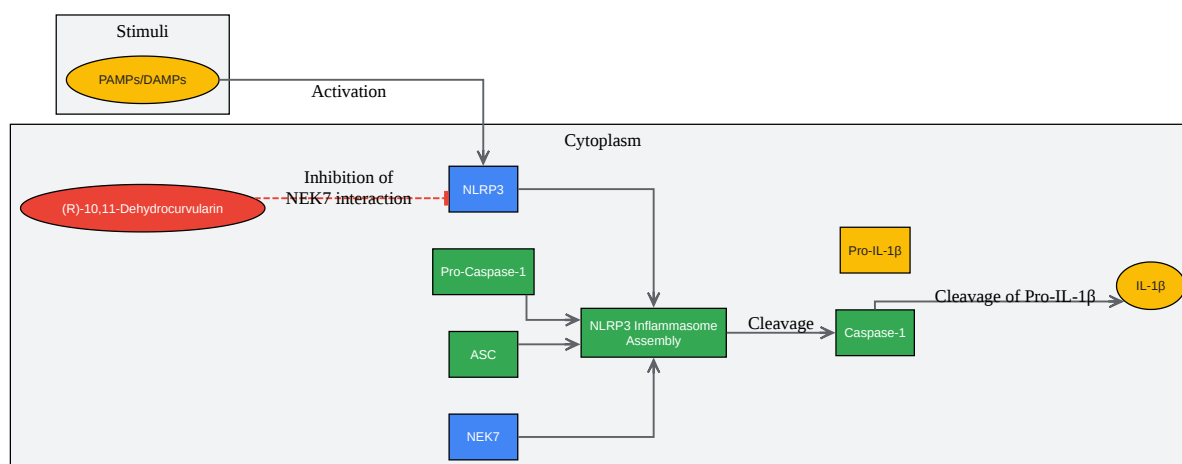 Stimuli
PAMPs/DAMPs
Activation
Cytoplasm
Inhibition of
NEK7 interaction
NLRP3
(R)-10,11-Dehydrocurvularin
Pro-Caspase-1
Pro-IL-1β
IL-1β
Cleavage of Pro-IL-1β
NLRP3 Inflammasome
Assembly
Cleavage
Caspase-1
ASC
NEK7